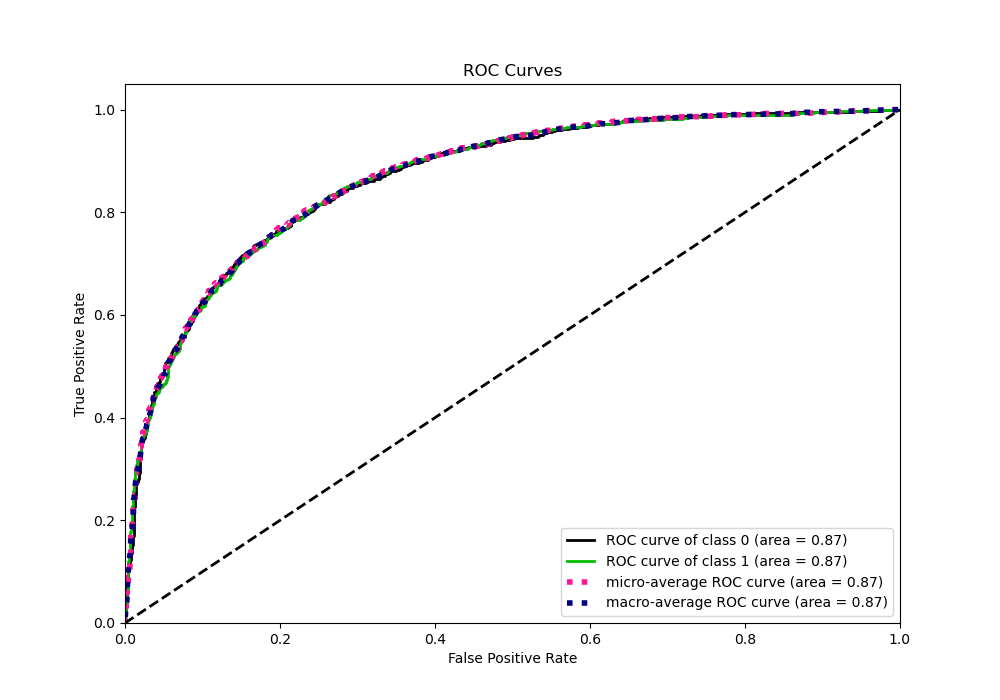 ROC Curves
True Positive Rate
1.0
0.8
0.6
0.4
0.2
0.0
0.0 0.2 0.4 0.6 0.8 1.0
False Positive Rate
ROC curve of class 0 (area = 0.87)
ROC curve of class 1 (area = 0.87)
micro-average ROC curve (area = 0.87)
macro-average ROC curve (area = 0.87)